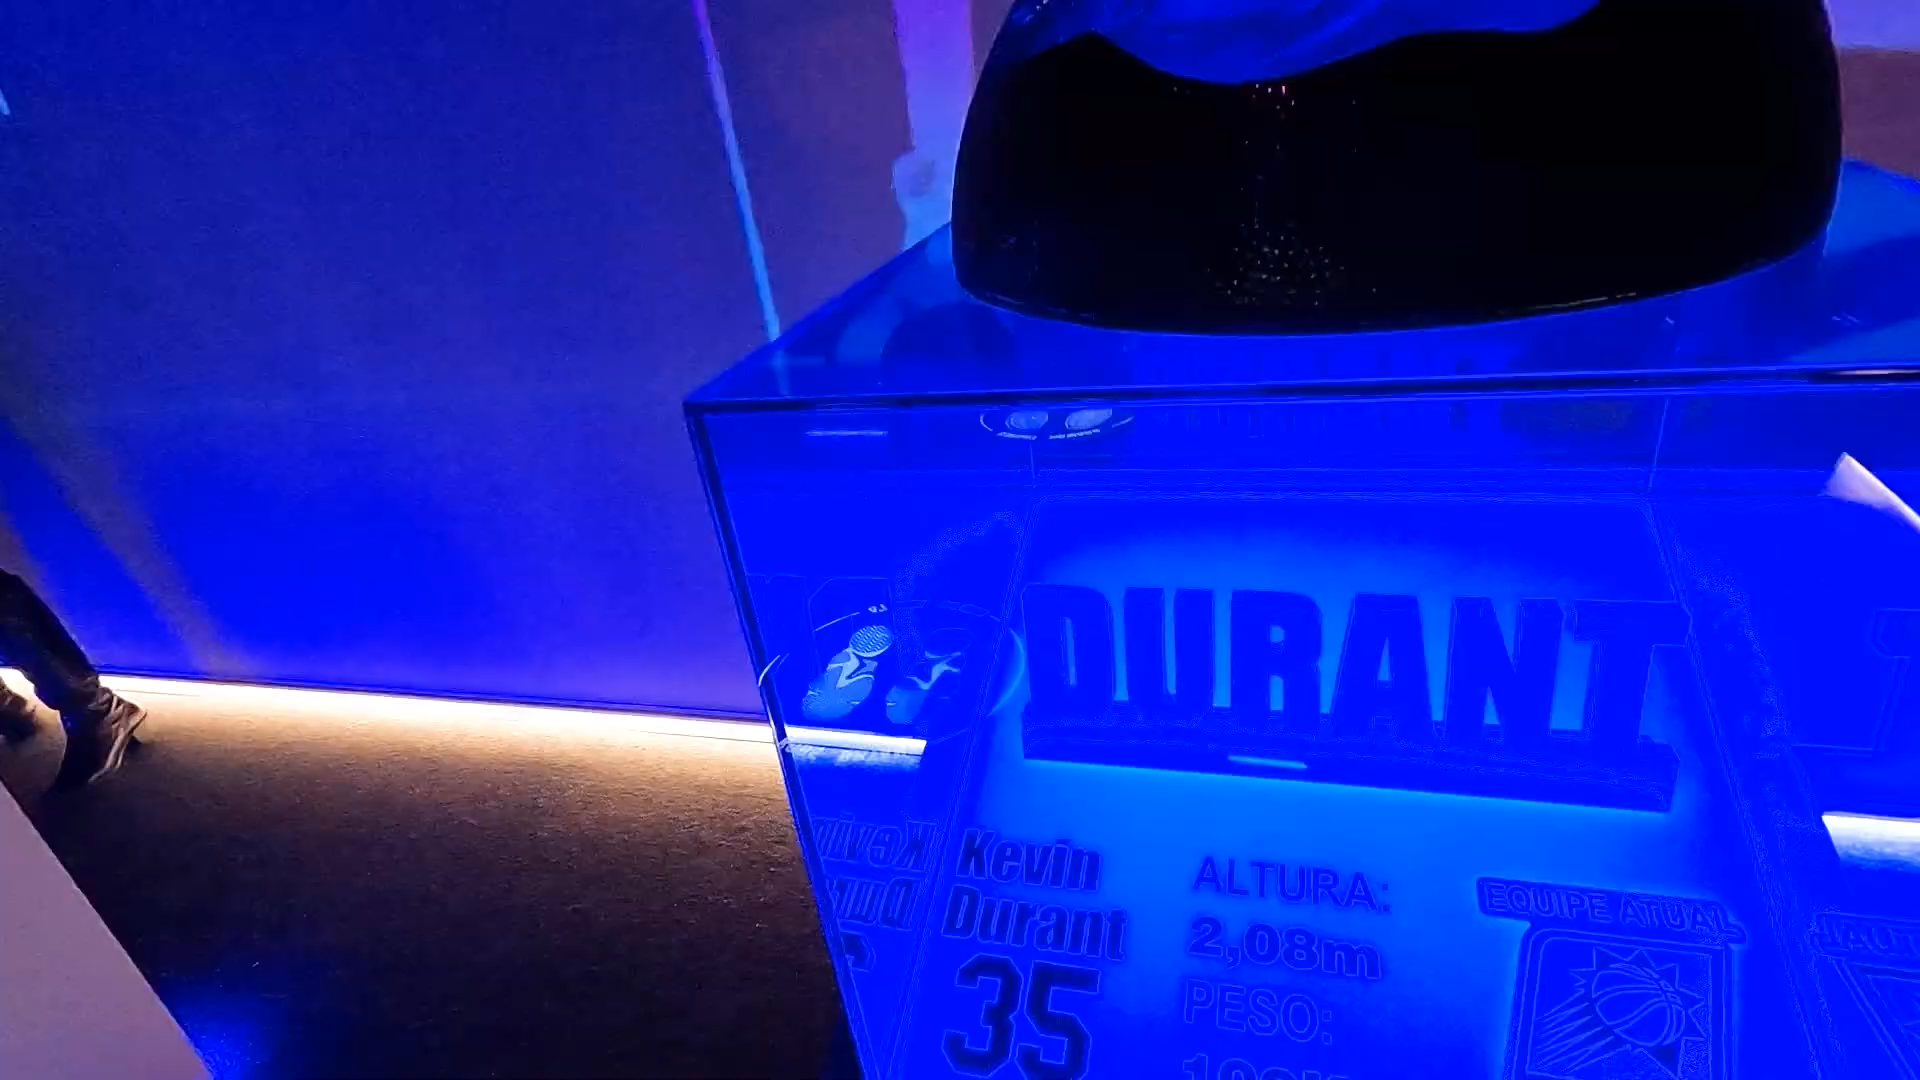 DURANT
Kevin
Durant
35
ALTURA:
2,08m
PESO:
EQUIPE ATUAL